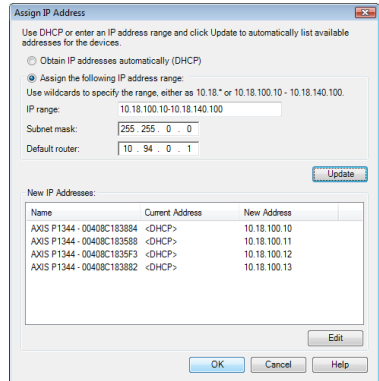 Assign IP Address
Use DHCP or enter an IP address range and click Update to automatically list available
addresses for the devices.
Obtain IP addresses automatically (DHCP)
Assign the following IP address range:
Use wildcards to specify the range, either as 10.18.* or 10.18.100.10 - 10.18.140.100.
IP range: 10.18.100.10-10.18.140.100
Subnet mask: 255 . 255 . 0 . 0
Default router: 10 . 94 . 0 . 1
Update
New IP Addresses:
Name Current Address New Address
AXIS P1344 - 00408C183884 <DHCP> 10.18.100.10
AXIS P1344 - 00408C183588 <DHCP> 10.18.100.11
AXIS P1344 - 00408C1835F3 <DHCP> 10.18.100.12
AXIS P1344 - 00408C183882 <DHCP> 10.18.100.13
Edit
OK Cancel Help